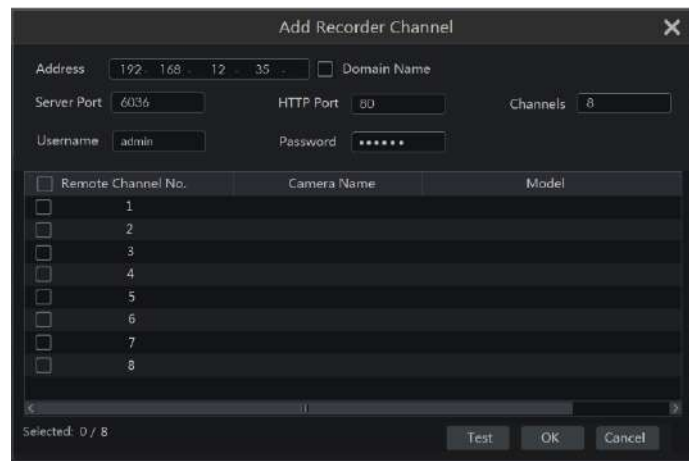 Add Recorder Channel
Address 192 . 168 . 12 . 35 . Domain Name
Server Port 6036 HTTP Port 80 Channels 8
Username admin Password ••••••
Remote Channel No. Camera Name Model
1
2
3
4
5
6
7
8
Selected: 0 / 8
Test OK Cancel